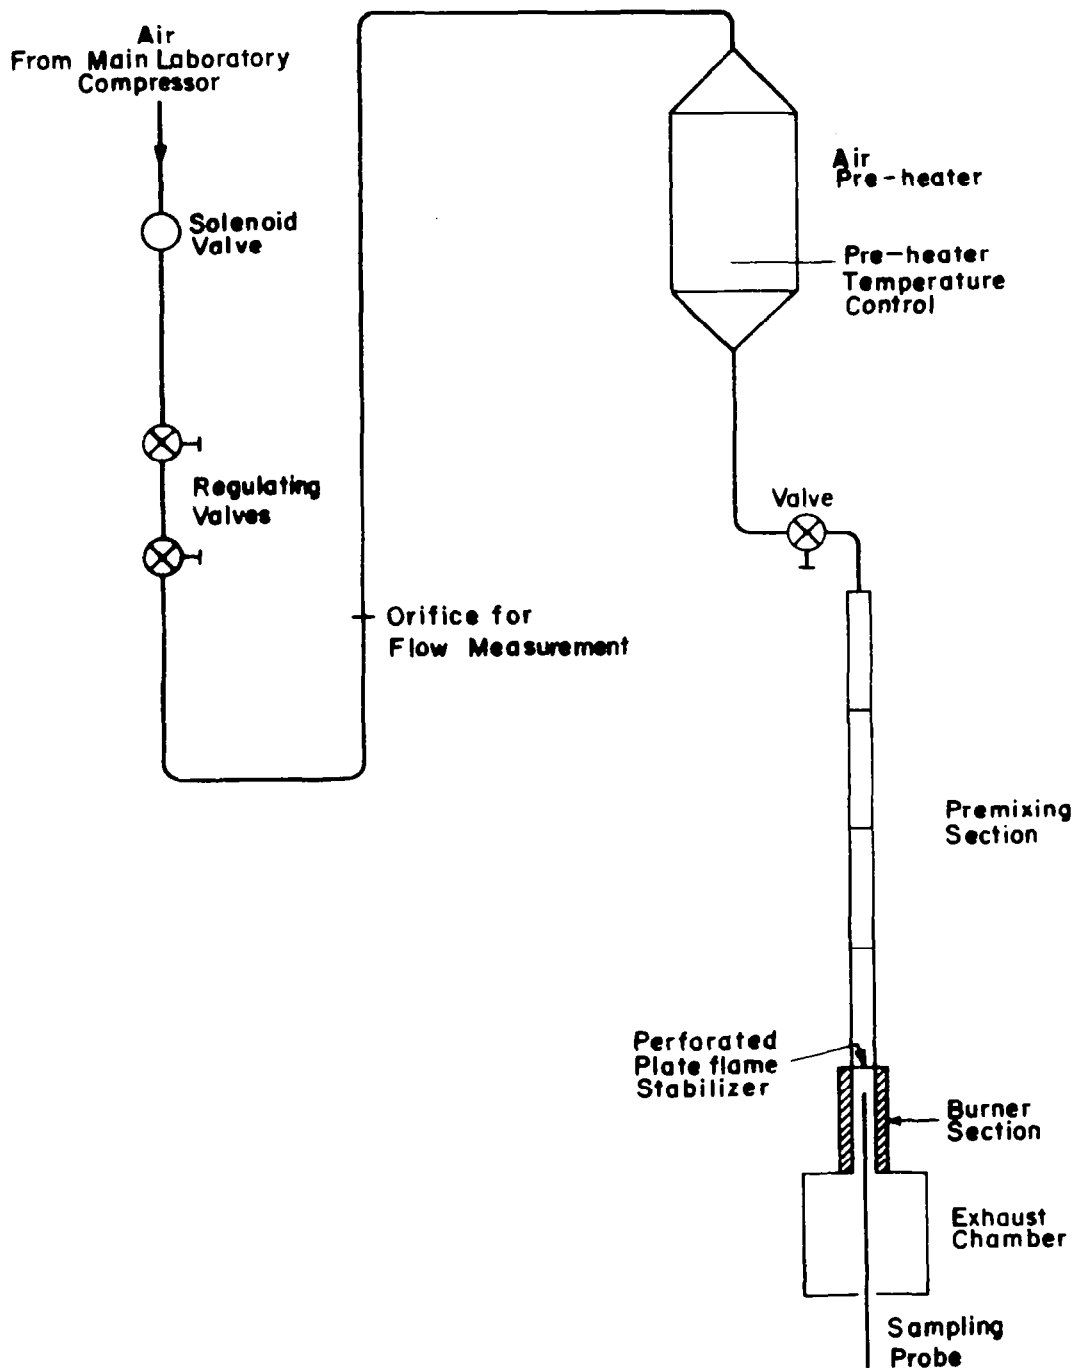 Air
From Main Laboratory
Compressor
Solenoid
Valve
Air
Pre-heater
Pre-heater
Temperature
Control
Regulating
Valves
Valve
Orifice for
Flow Measurement
Premixing
Section
Perforated
Plate flame
Stabilizer
Burner
Section
Exhaust
Chamber
Sampling
Probe